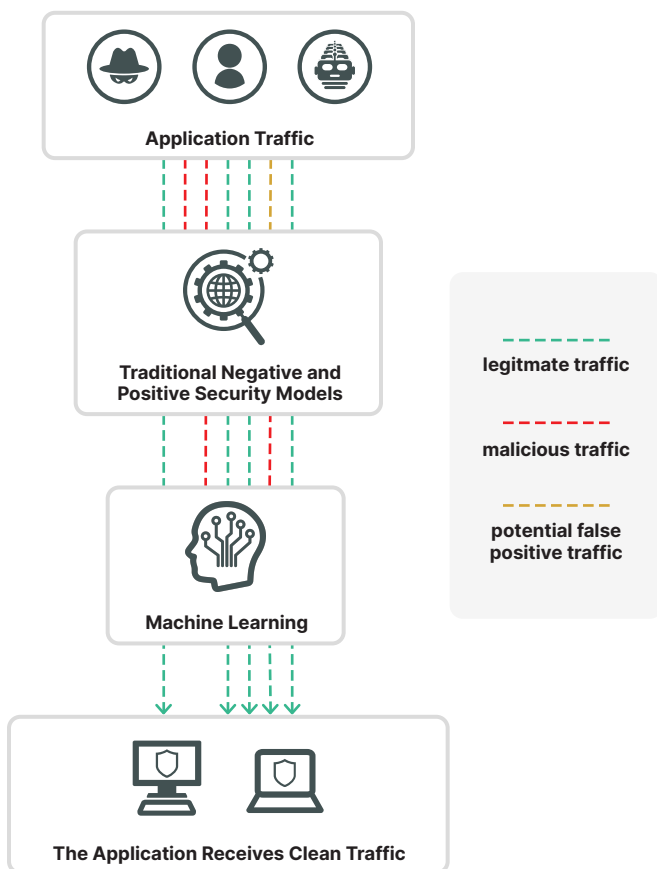 Application Traffic
Traditional Negative and
Positive Security Models
Machine Learning
The Application Receives Clean Traffic
legitmate traffic
malicious traffic
potential false
positive traffic